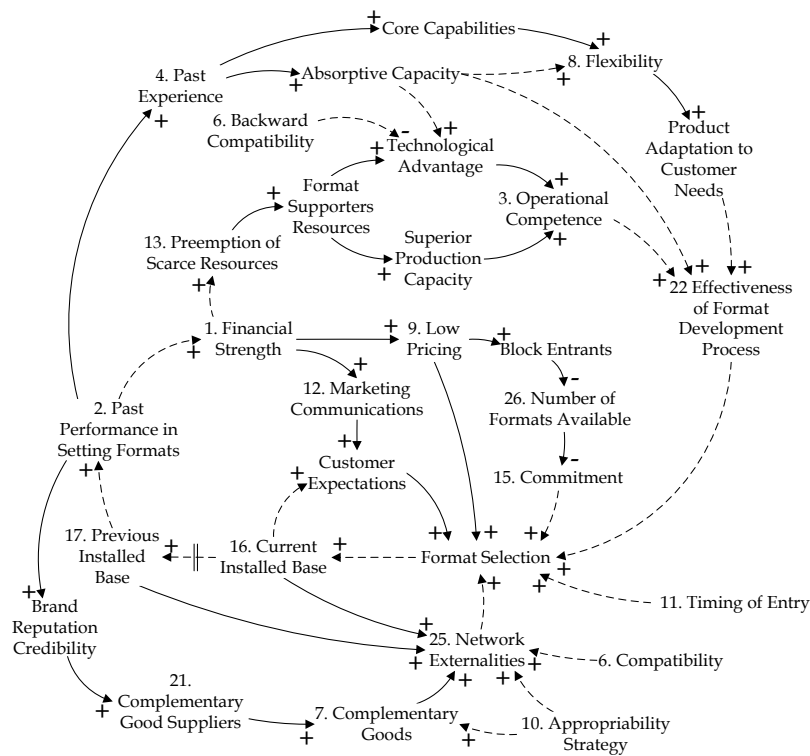 Core Capabilities
4. Past
Experience
Absorptive Capacity
8. Flexibility
6. Backward
Compatibility
Technological
Advantage
Product
Adaptation to
Customer
Needs
Format
Supporters
Resources
3. Operational
Competence
13. Preemption of
Scarce Resources
Superior
Production
Capacity
22 Effectiveness
of Format
Development
Process
1. Financial
Strength
9. Low
Pricing
Block Entrants
12. Marketing
Communications
26. Number of
Formats Available
2. Past
Performance in
Setting Formats
Customer
Expectations
15. Commitment
17. Previous
Installed
Base
16. Current
Installed Base
Format Selection
11. Timing of Entry
Brand
Reputation
Credibility
25. Network
Externalities
6. Compatibility
21.
Complementary
Good Suppliers
7. Complementary
Goods
10. Appropriability
Strategy